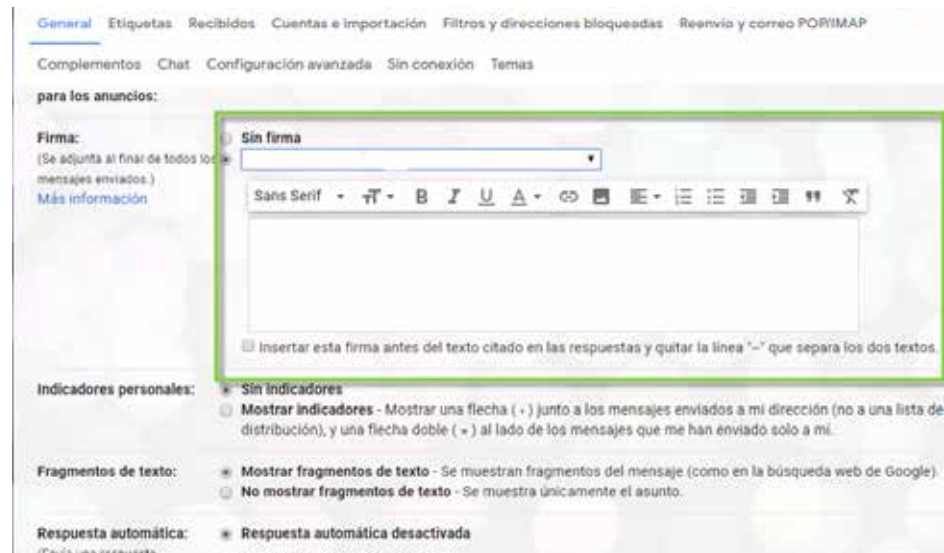 General Etiquetas Recibidos Cuentas e importación Filtros y direcciones bloqueadas Reenvío y correo POP/IMAP
Complementos Chat Configuración avanzada Sin conexión Temas
para los anuncios:
Firma:
(Se adjunta al final de todos los
mensajes enviados.)
Más información
Sin firma
Sans Serif
Insertar esta firma antes del texto citado en las respuestas y quitar la línea "--" que separa los dos textos.
Indicadores personales:
Sin indicadores
Mostrar indicadores - Mostrar una flecha ( › ) junto a los mensajes enviados a mi dirección (no a una lista de
distribución), y una flecha doble ( » ) al lado de los mensajes que me han enviado solo a mí.
Fragmentos de texto:
Mostrar fragmentos de texto - Se muestran fragmentos del mensaje (como en la búsqueda web de Google).
No mostrar fragmentos de texto - Se muestra únicamente el asunto.
Respuesta automática:
(Envía una respuesta
Respuesta automática desactivada